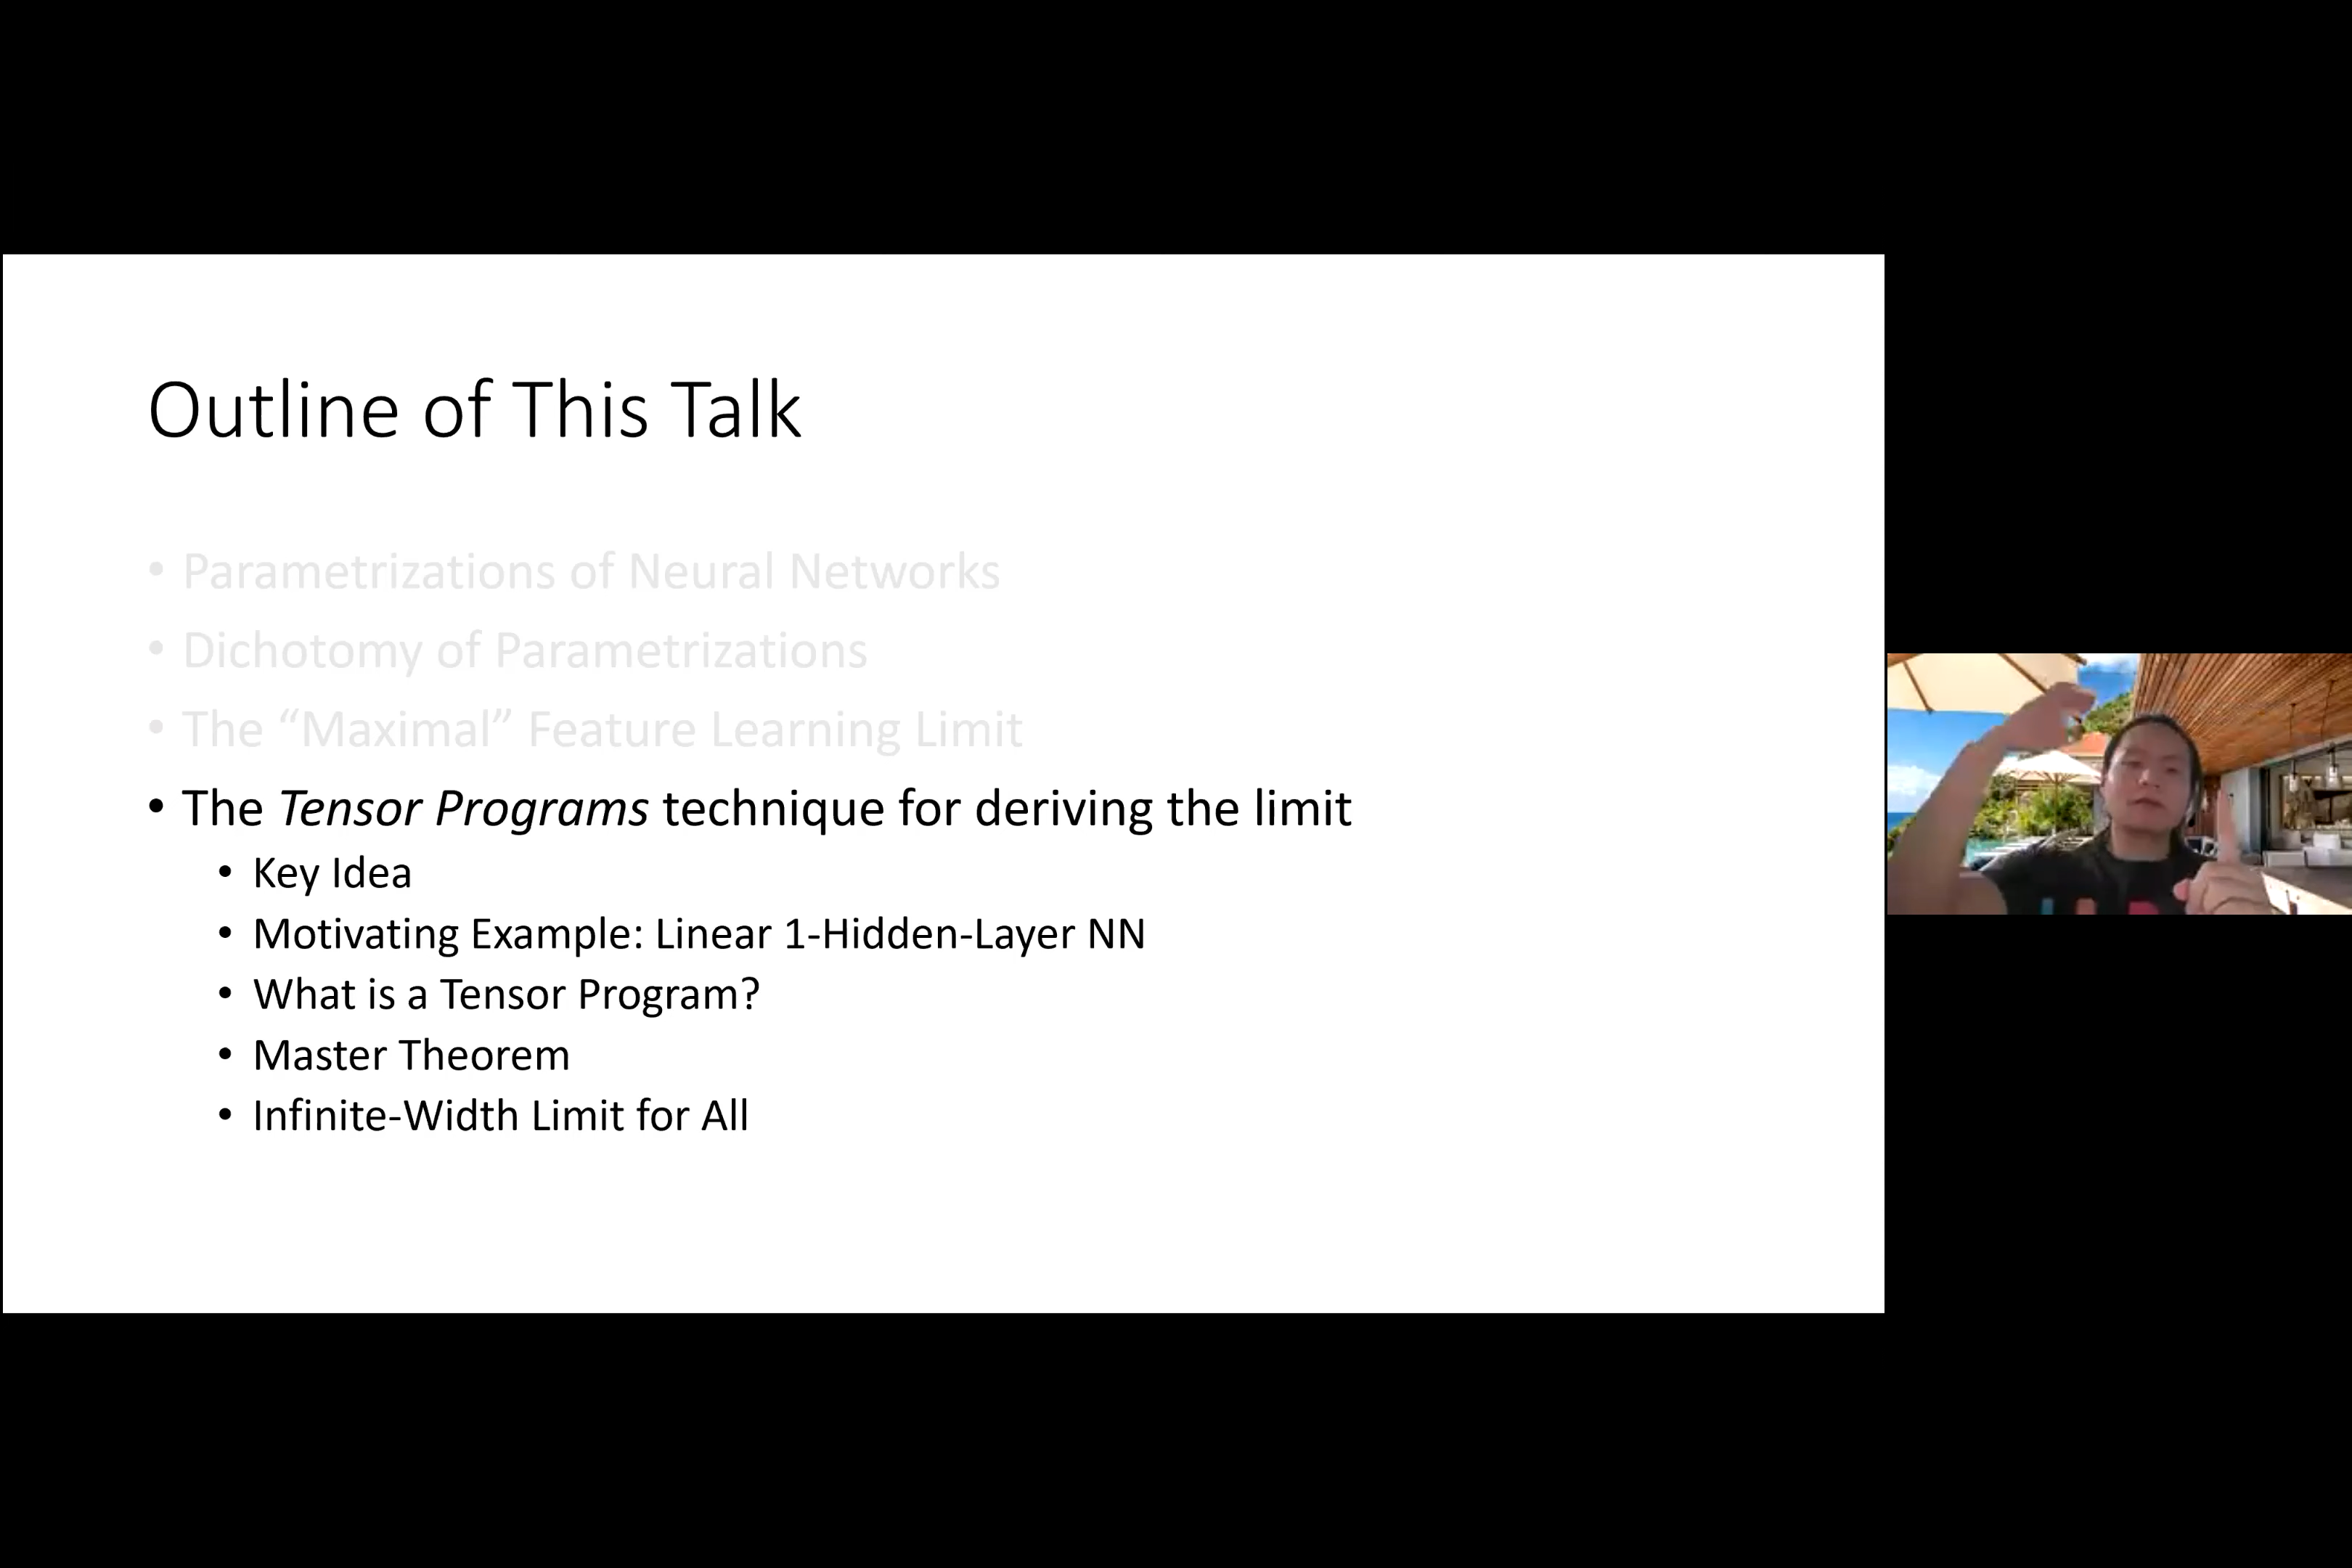 Outline of This Talk
• Parametrizations of Neural Networks
• Dichotomy of Parametrizations
• The “Maximal” Feature Learning Limit
• The Tensor Programs technique for deriving the limit
• Key Idea
• Motivating Example: Linear 1-Hidden-Layer NN
• What is a Tensor Program?
• Master Theorem
• Infinite-Width Limit for All